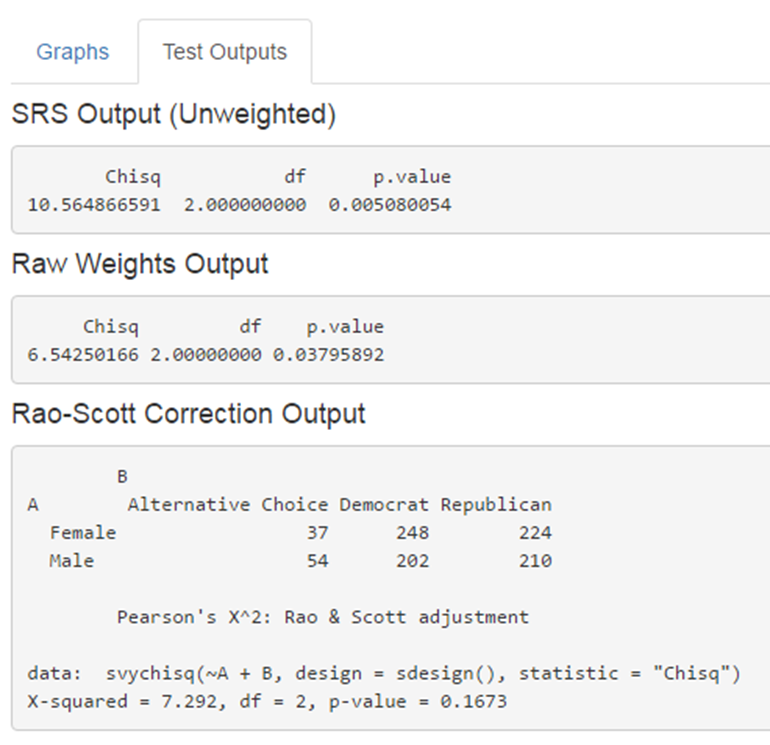 Graphs Test Outputs
SRS Output (Unweighted)
Chisq df p.value
10.564866591 2.000000000 0.005080054
Raw Weights Output
Chisq df p.value
6.54250166 2.00000000 0.03795892
Rao-Scott Correction Output
B
A Alternative Choice Democrat Republican
Female 37 248 224
Male 54 202 210
Pearson's X^2: Rao & Scott adjustment
data: svychisq(~A + B, design = sdesign(), statistic = "Chisq")
X-squared = 7.292, df = 2, p-value = 0.1673